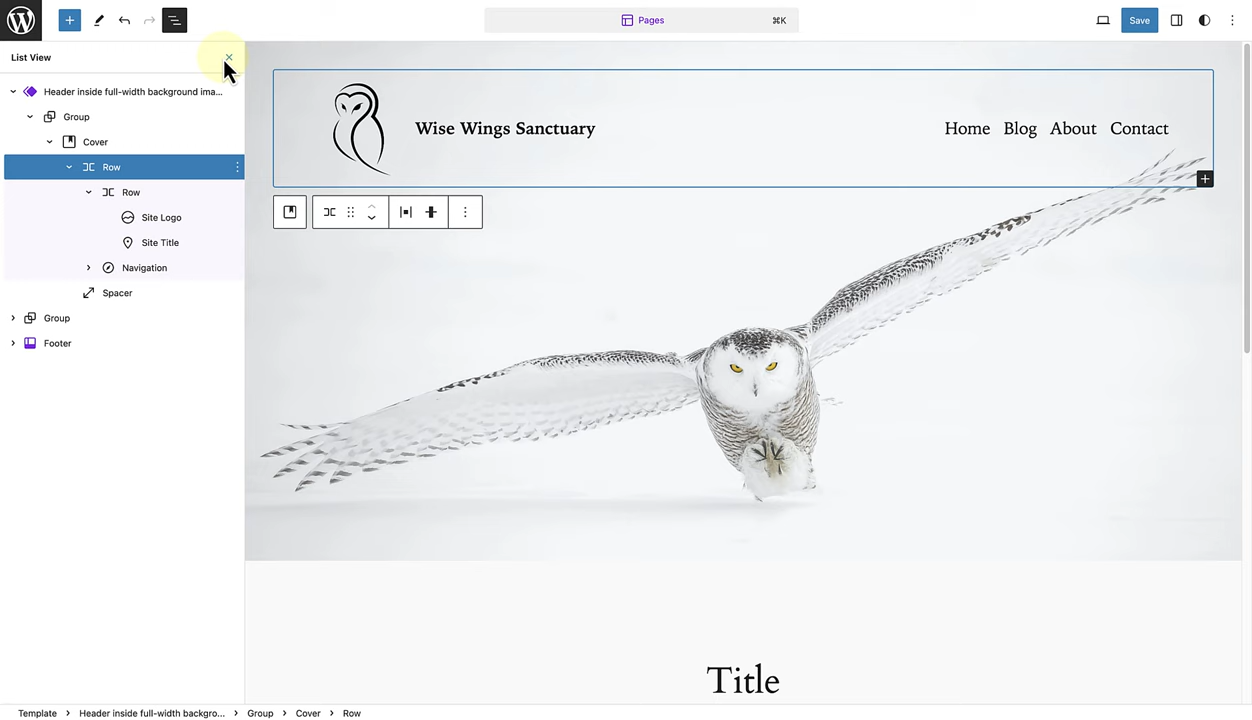 Pages
⌘K
Save
List View
Header inside full-width background ima...
Group
Cover
Row
Row
Site Logo
Site Title
Navigation
Spacer
Group
Footer
Wise Wings Sanctuary
Home Blog About Contact
Title
Template > Header inside full-width backgro... > Group > Cover > Row